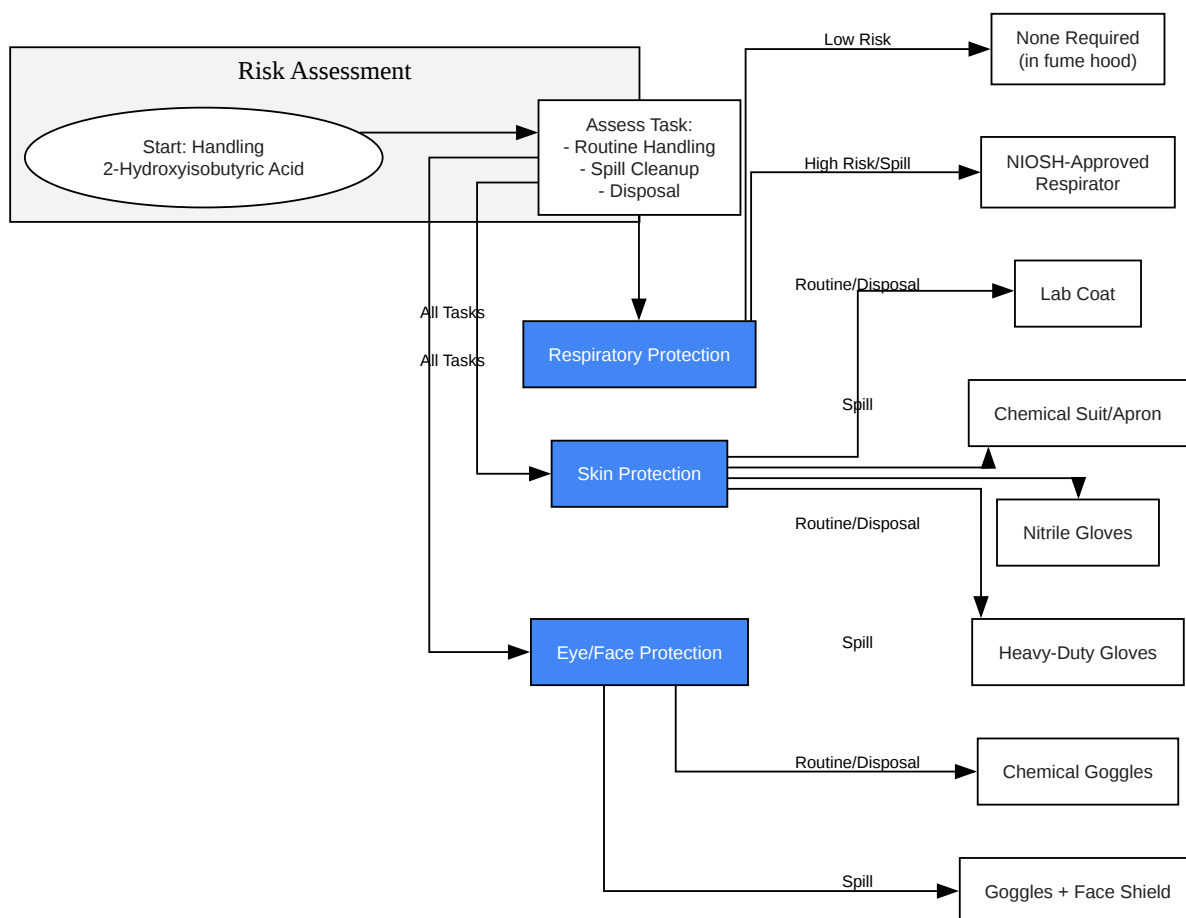 Risk Assessment
Start: Handling
2-Hydroxyisobutyric Acid
Assess Task:
- Routine Handling
- Spill Cleanup
- Disposal
Low Risk
None Required
(in fume hood)
High Risk/Spill
NIOSH-Approved
Respirator
Routine/Disposal
Lab Coat
All Tasks
All Tasks
Respiratory Protection
Spill
Chemical Suit/Apron
Skin Protection
Routine/Disposal
Nitrile Gloves
Eye/Face Protection
Spill
Heavy-Duty Gloves
Routine/Disposal
Chemical Goggles
Spill
Goggles + Face Shield